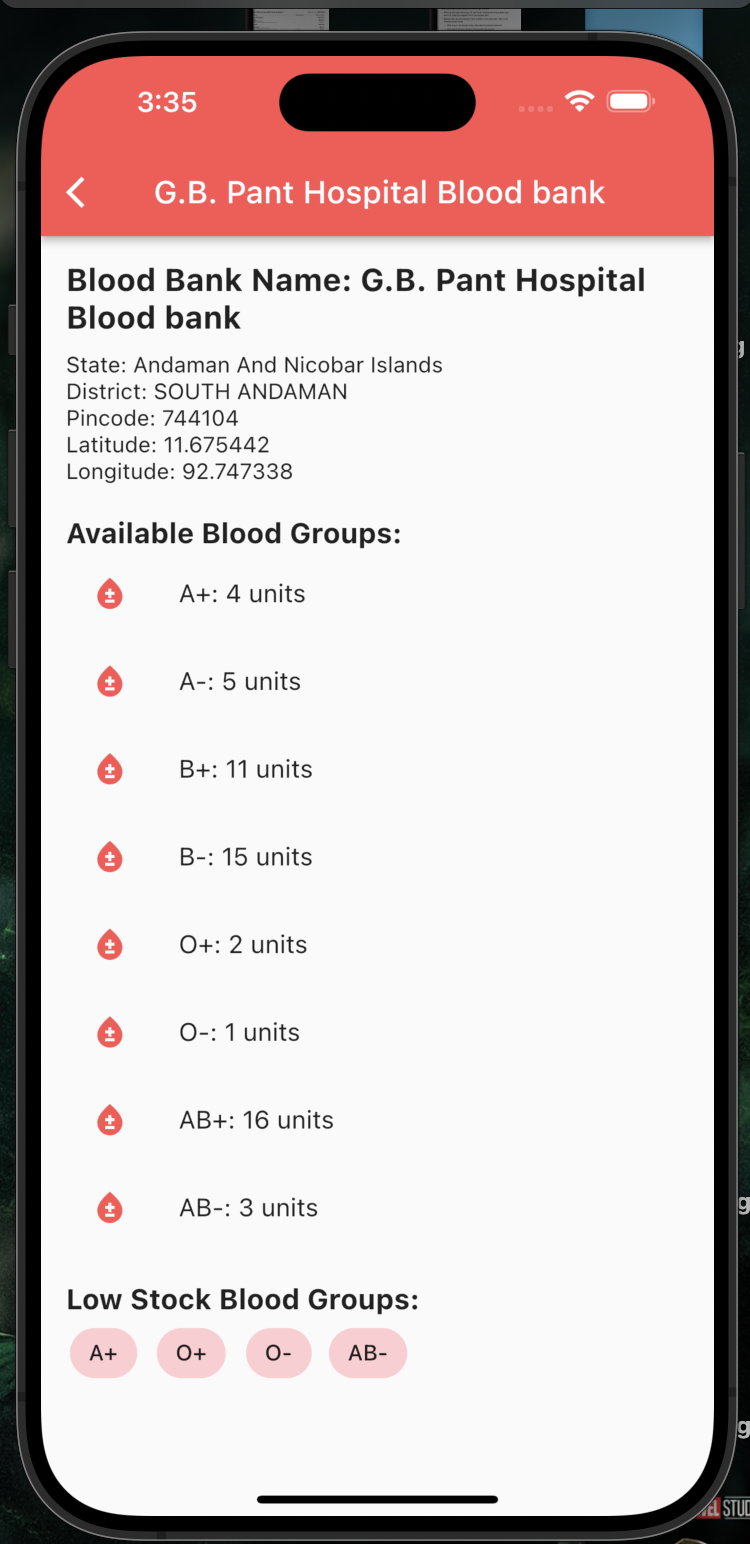 3:35
G.B. Pant Hospital Blood bank
Blood Bank Name: G.B. Pant Hospital
Blood bank
State: Andaman And Nicobar Islands
District: SOUTH ANDAMAN
Pincode: 744104
Latitude: 11.675442
Longitude: 92.747338
Available Blood Groups:
A+: 4 units
A-: 5 units
B+: 11 units
B-: 15 units
O+: 2 units
O-: 1 units
AB+: 16 units
AB-: 3 units
Low Stock Blood Groups:
A+ O+ O- AB-